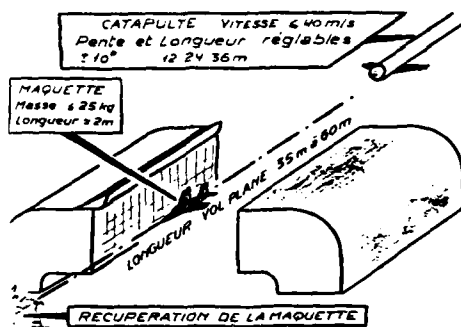 CATAPULTE VITESSE ≤ 40 m/s
Pente et Longueur réglables
± 10° 12 24 36 m
MAQUETTE
Masse ≤ 25 kg
Longueur ≈ 2m
LONGUEUR VOL PLANE 35 m à 60 m
RECUPERATION DE LA MAQUETTE